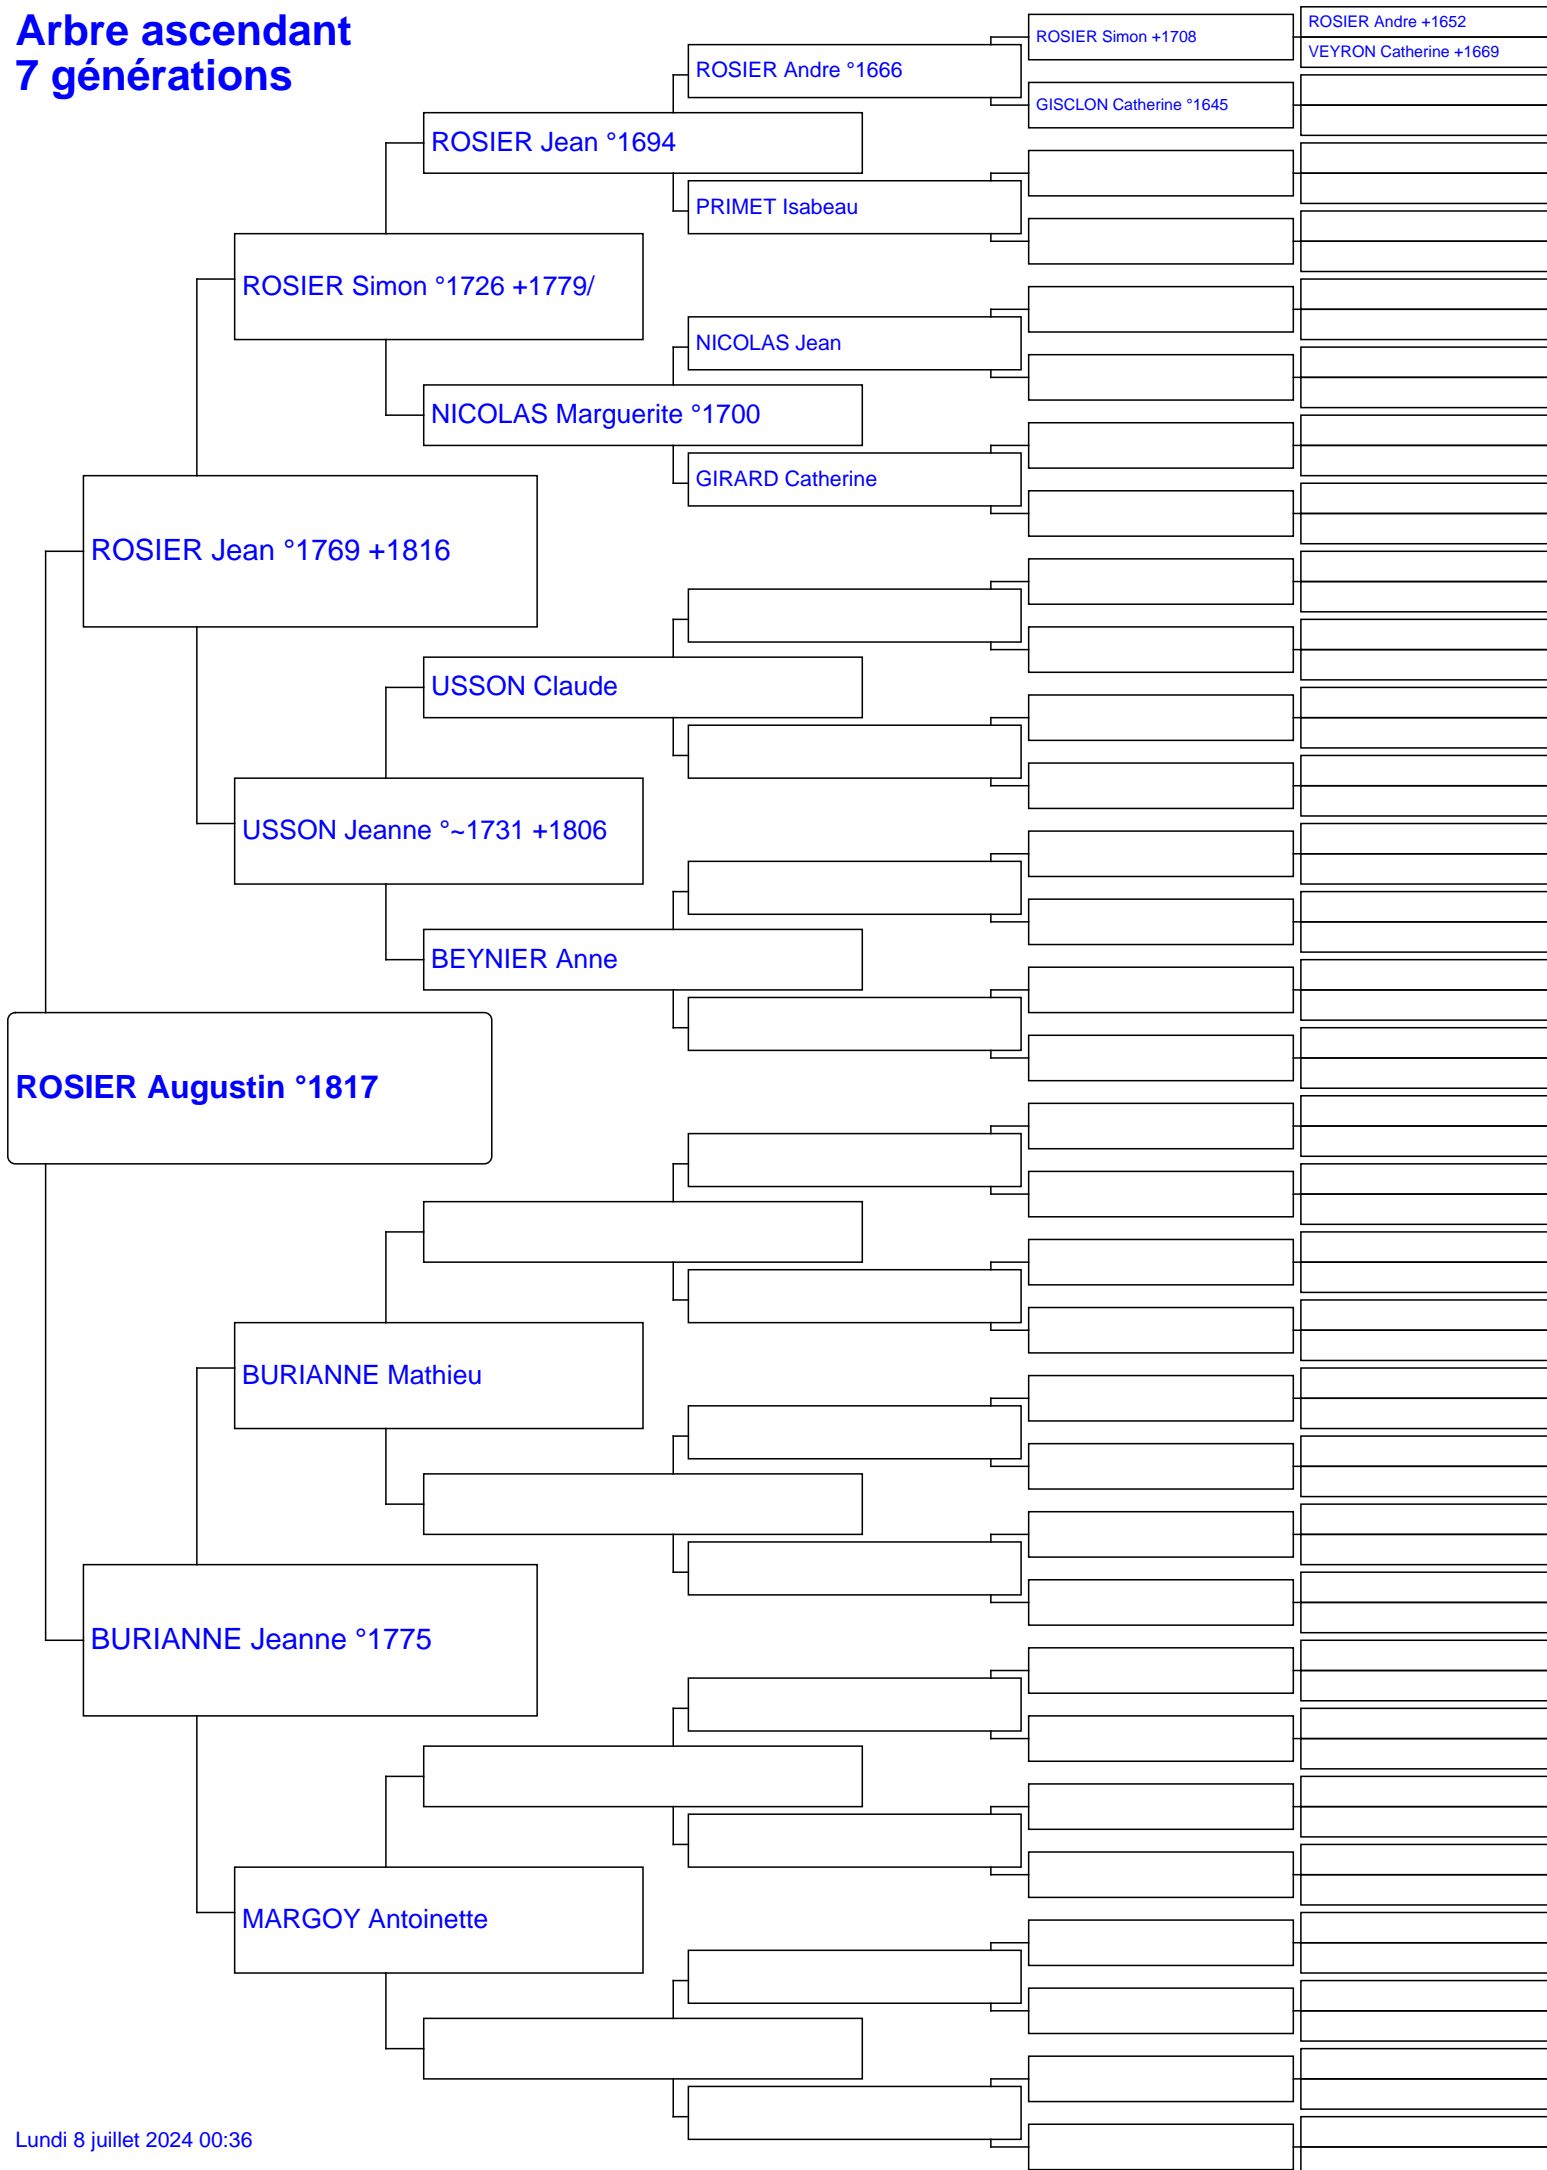 Arbre ascendant
7 générations
ROSIER Andre +1652
VEYRON Catherine +1669
ROSIER Simon +1708
ROSIER Andre °1666
GISCLON Catherine °1645
ROSIER Jean °1694
PRIMET Isabeau
ROSIER Simon °1726 +1779/
NICOLAS Jean
NICOLAS Marguerite °1700
GIRARD Catherine
ROSIER Jean °1769 +1816
USSON Claude
USSON Jeanne °~1731 +1806
BEYNIER Anne
ROSIER Augustin °1817
BURIANNE Mathieu
BURIANNE Jeanne °1775
MARGOY Antoinette
Lundi 8 juillet 2024 00:36